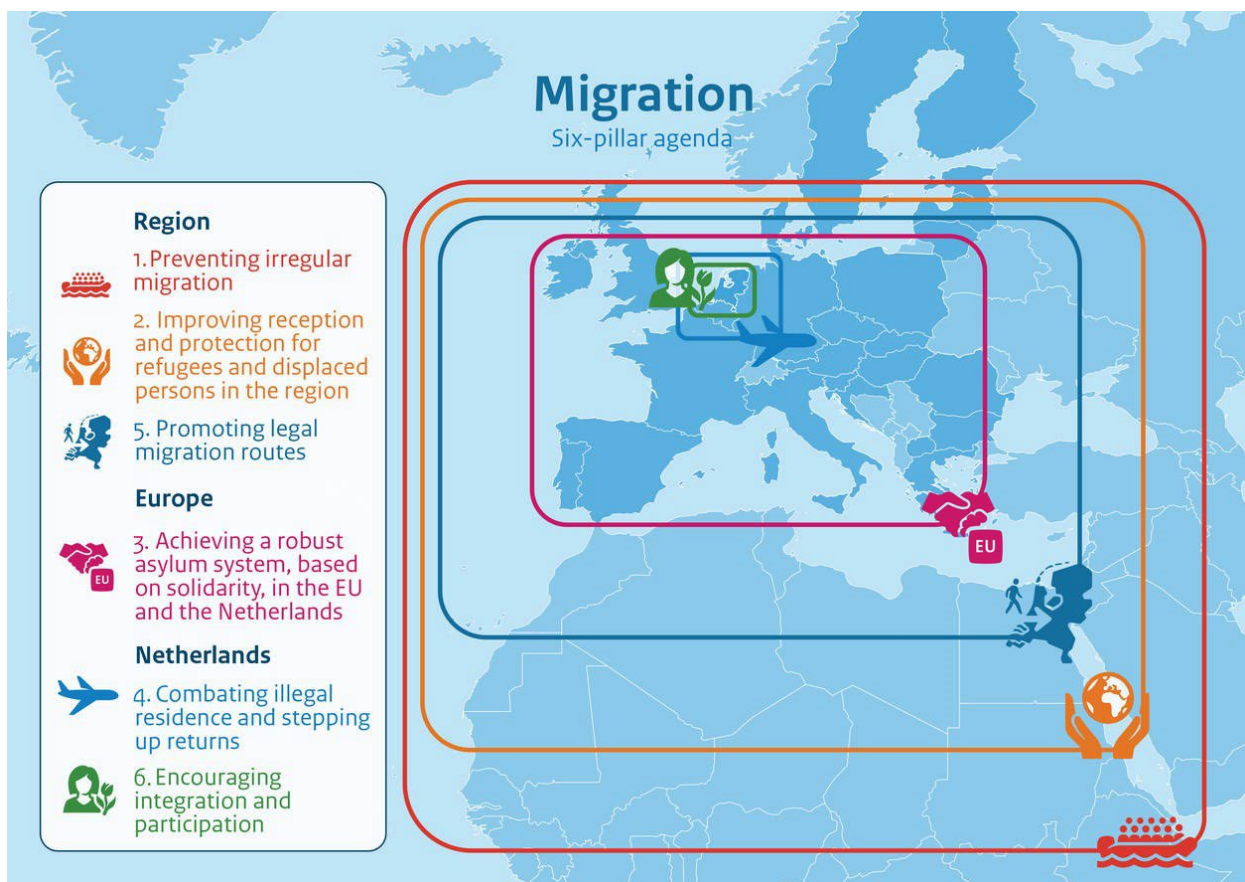 Migration
Six-pillar agenda
Region
1. Preventing irregular
migration
2. Improving reception
and protection for
refugees and displaced
persons in the region
5. Promoting legal
migration routes
Europe
3. Achieving a robust
asylum system, based
on solidarity, in the EU
and the Netherlands
EU
Netherlands
4. Combating illegal
residence and stepping
up returns
6. Encouraging
integration and
participation
EU